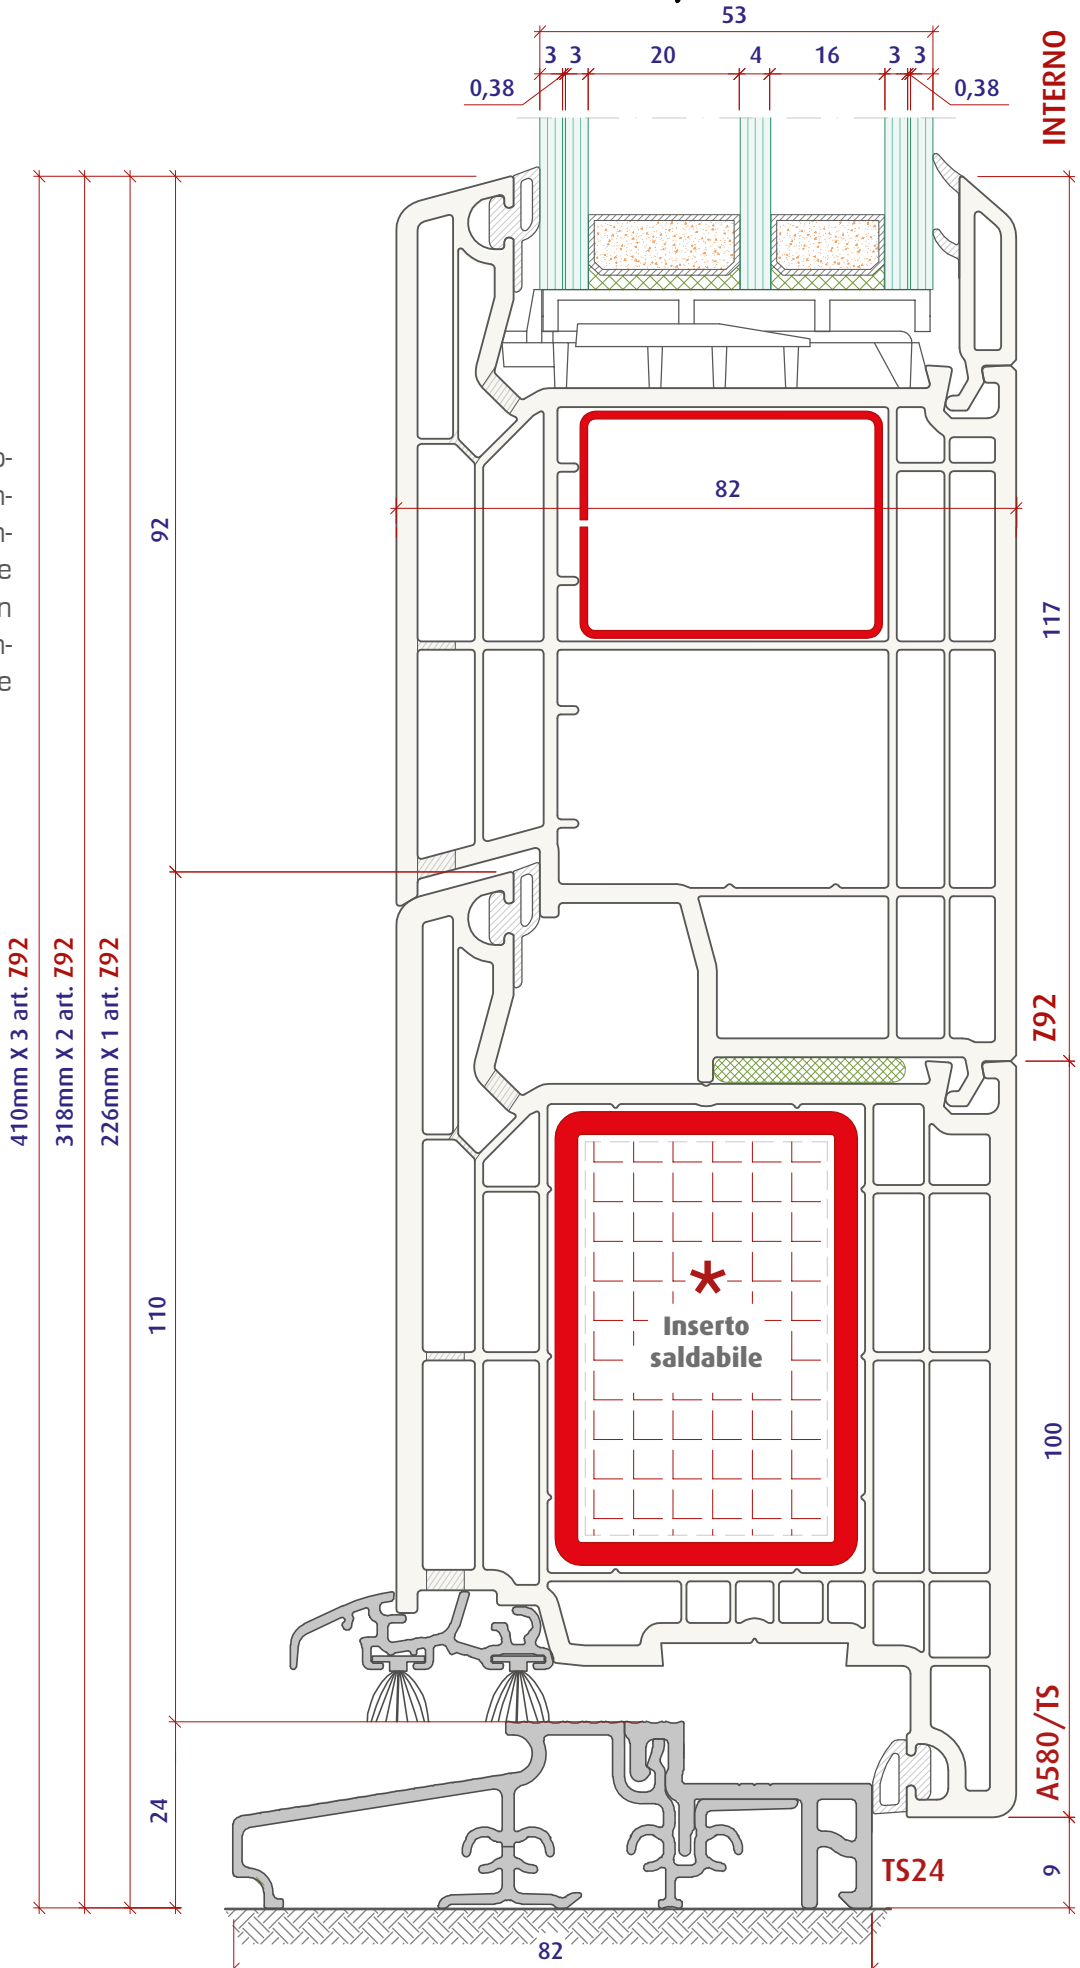 53
3 3 20 4 16 3 3
0,38 0,38
INTERNO
82
92
117
410mm X 3 art. Z92
318mm X 2 art. Z92
226mm X 1 art. Z92
Z92
*
Inserto
saldabile
110
100
A580/TS
24
TS24
9
82